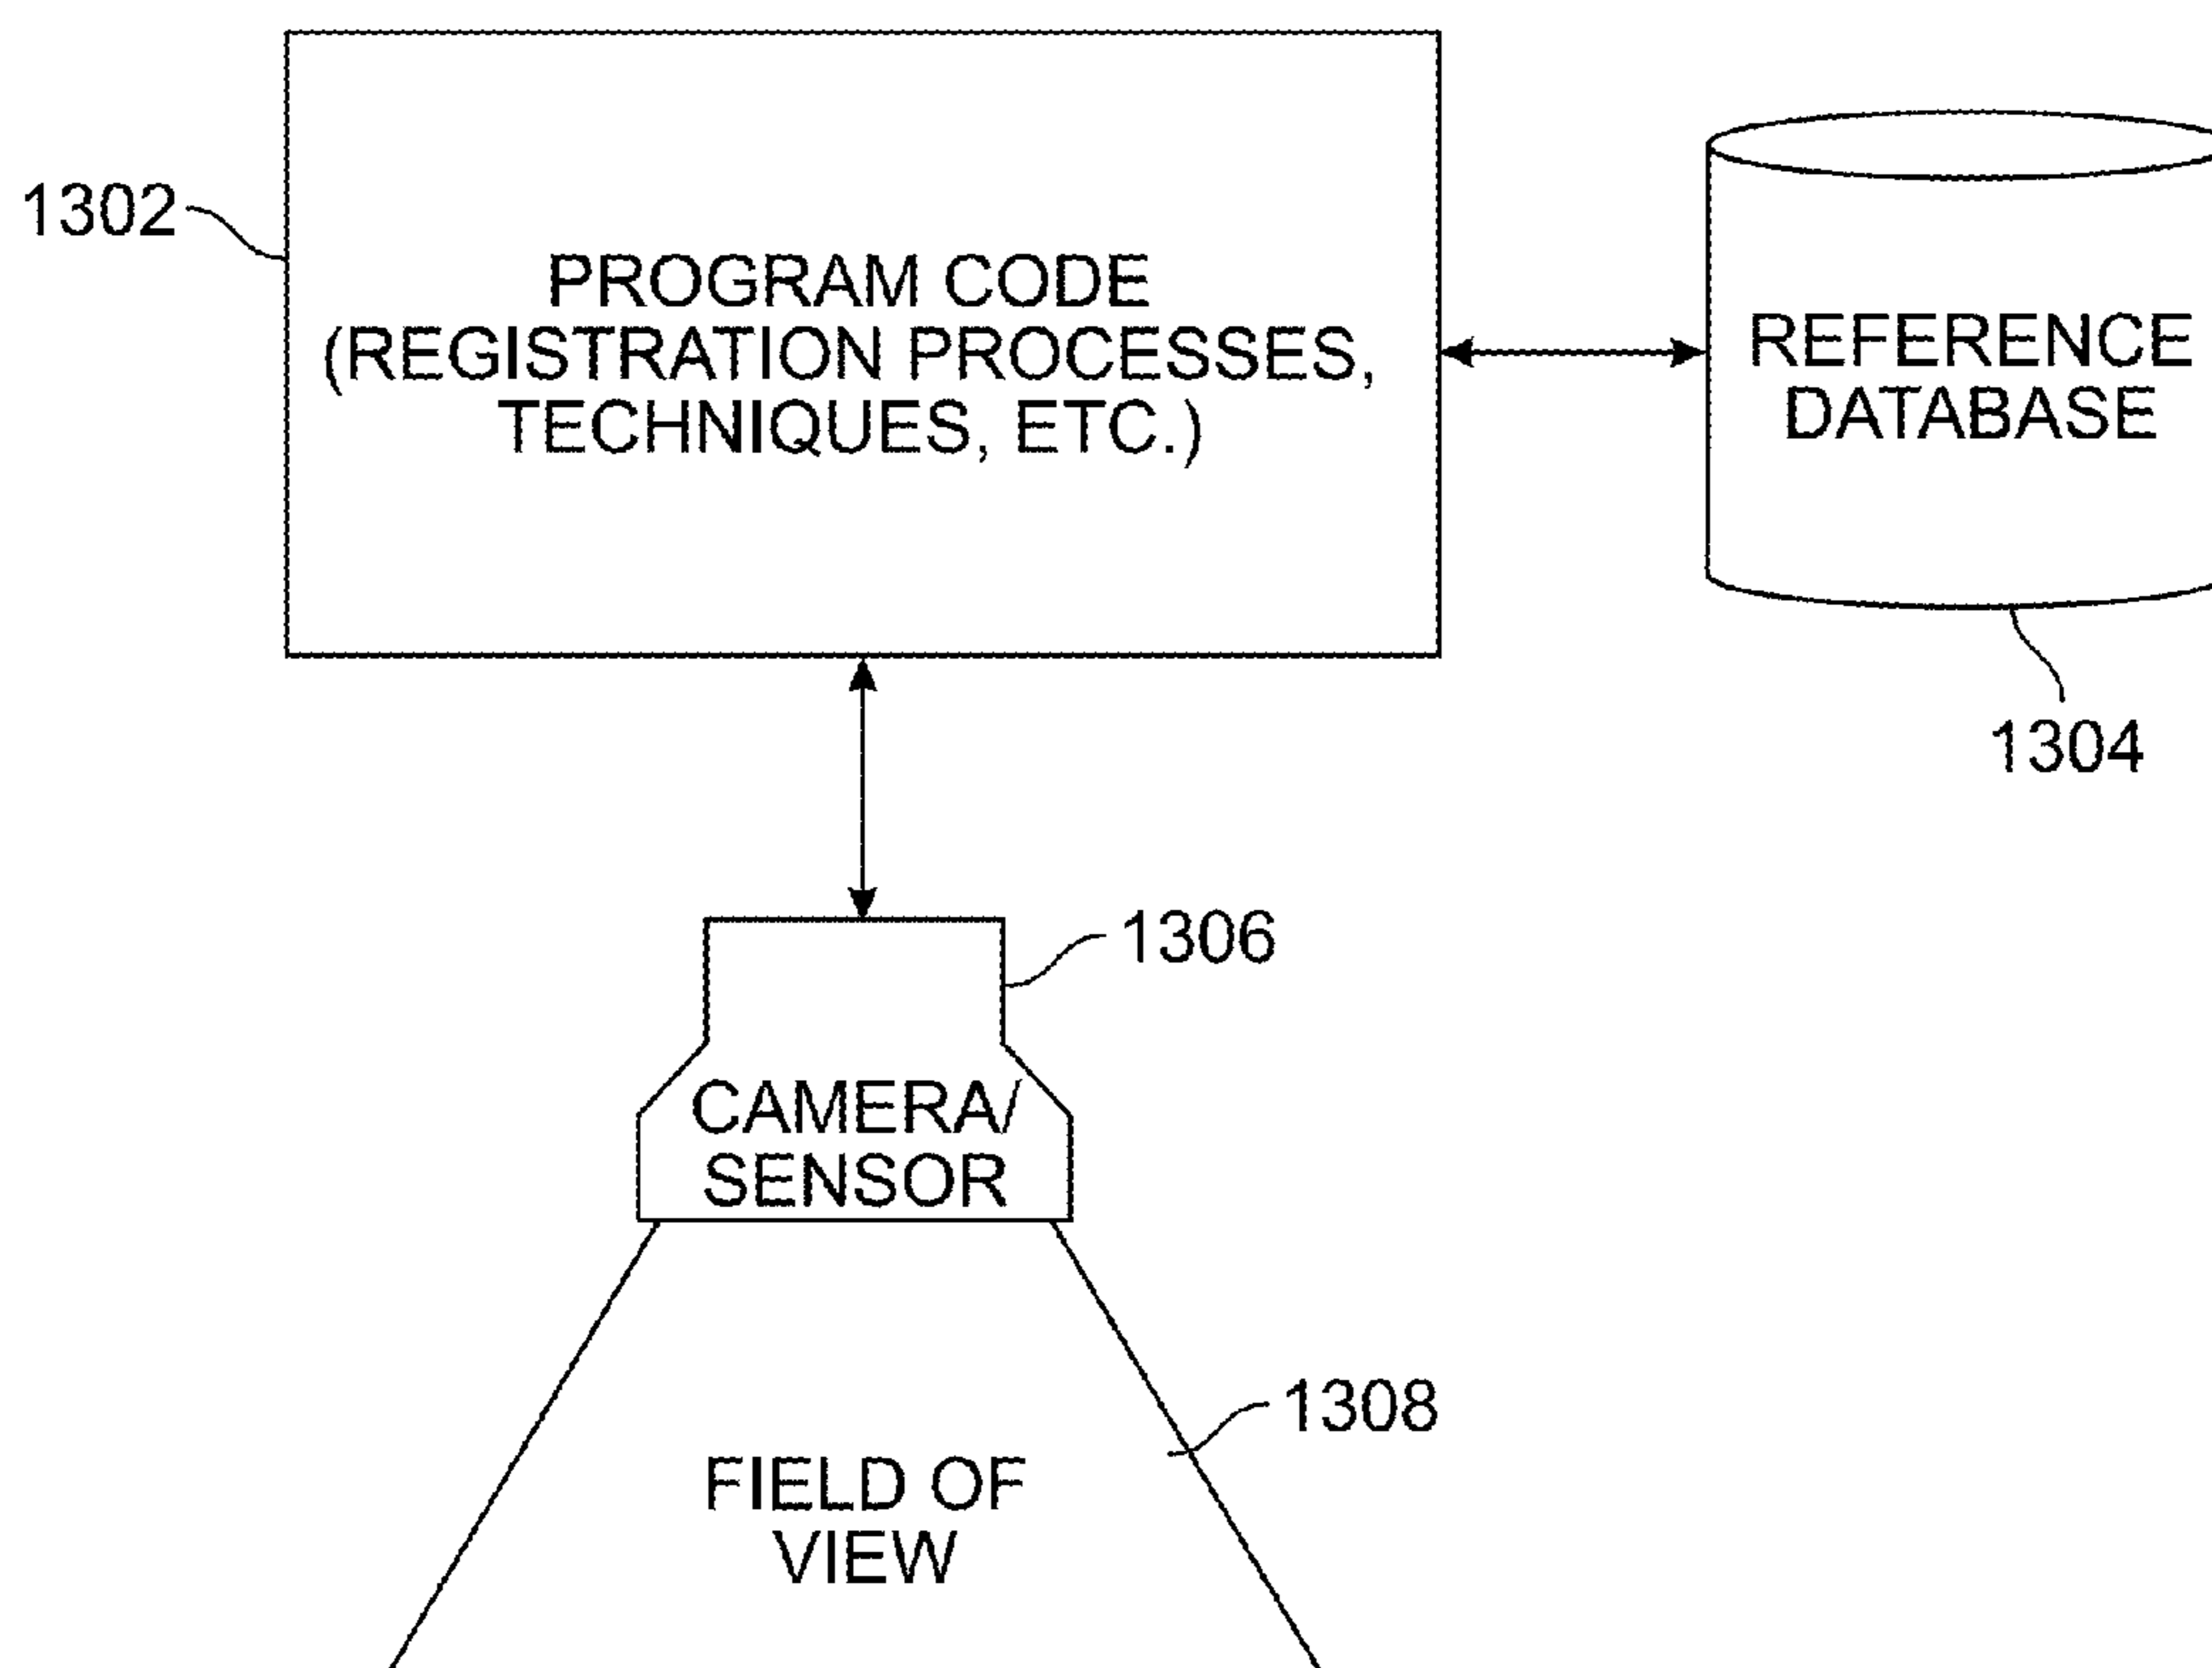 1302
PROGRAM CODE
(REGISTRATION PROCESSES,
TECHNIQUES, ETC.)
REFERENCE
DATABASE
1304
1306
CAMERA/
SENSOR
1308
FIELD OF
VIEW